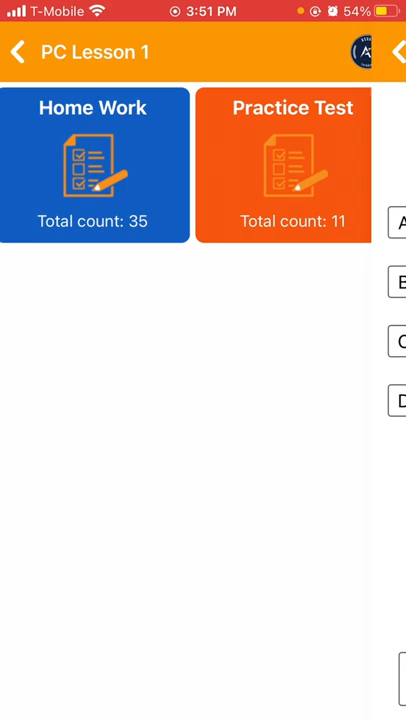 T-Mobile 3:51 PM 54%
PC Lesson 1
Home Work
Practice Test
Total count: 35
Total count: 11
A
B
C
D